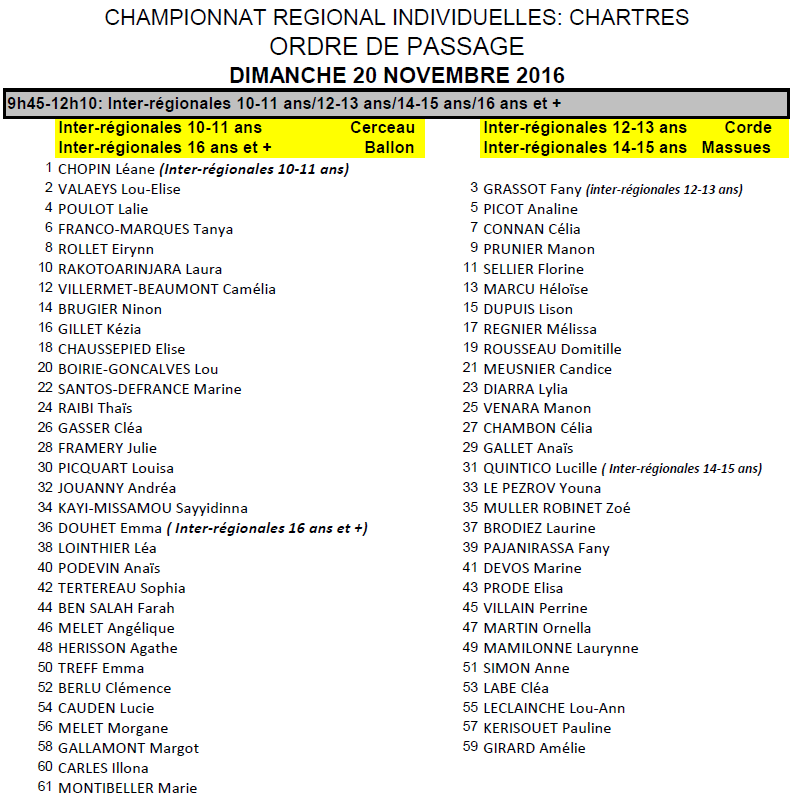 CHAMPIONNAT REGIONAL INDIVIDUELLES: CHARTRES
ORDRE DE PASSAGE
DIMANCHE 20 NOVEMBRE 2016
9h45-12h10: Inter-régionales 10-11 ans/12-13 ans/14-15 ans/16 ans et +
Inter-régionales 10-11 ans Cerceau
Inter-régionales 16 ans et + Ballon
1 CHOPIN Léane (Inter-régionales 10-11 ans)
2 VALAEYS Lou-Elise
4 POULOT Lalie
6 FRANCO-MARQUES Tanya
8 ROLLET Eirynn
10 RAKOTOARINJARA Laura
12 VILLERMET-BEAUMONT Camélia
14 BRUGIER Ninon
16 GILLET Kézia
18 CHAUSSEPIED Elise
20 BOIRIE-GONCALVES Lou
22 SANTOS-DEFRANCE Marine
24 RAIBI Thaïs
26 GASSER Cléa
28 FRAMERY Julie
30 PICQUART Louisa
32 JOUANNY Andréa
34 KAYI-MISSAMOU Sayyidinna
36 DOUHET Emma ( Inter-régionales 16 ans et +)
38 LOINTHIER Léa
40 PODEVIN Anaïs
42 TERTEREAU Sophia
44 BEN SALAH Farah
46 MELET Angélique
48 HERISSON Agathe
50 TREFF Emma
52 BERLU Clémence
54 CAUDEN Lucie
56 MELET Morgane
58 GALLAMONT Margot
60 CARLES Illona
61 MONTIBELLER Marie
Inter-régionales 12-13 ans Corde
Inter-régionales 14-15 ans Massues
3 GRASSOT Fany (inter-régionales 12-13 ans)
5 PICOT Analine
7 CONNAN Célia
9 PRUNIER Manon
11 SELLIER Florine
13 MARCU Héloïse
15 DUPUIS Lison
17 REGNIER Mélissa
19 ROUSSEAU Domitille
21 MEUSNIER Candice
23 DIARRA Lylia
25 VENARA Manon
27 CHAMBON Célia
29 GALLET Anaïs
31 QUINTICO Lucille ( Inter-régionales 14-15 ans)
33 LE PEZROV Youna
35 MULLER ROBINET Zoé
37 BRODIEZ Laurine
39 PAJANIRASSA Fany
41 DEVOS Marine
43 PRODE Elisa
45 VILLAIN Perrine
47 MARTIN Ornella
49 MAMILONNE Laurynne
51 SIMON Anne
53 LABE Cléa
55 LECLAINCHE Lou-Ann
57 KERISOUET Pauline
59 GIRARD Amélie